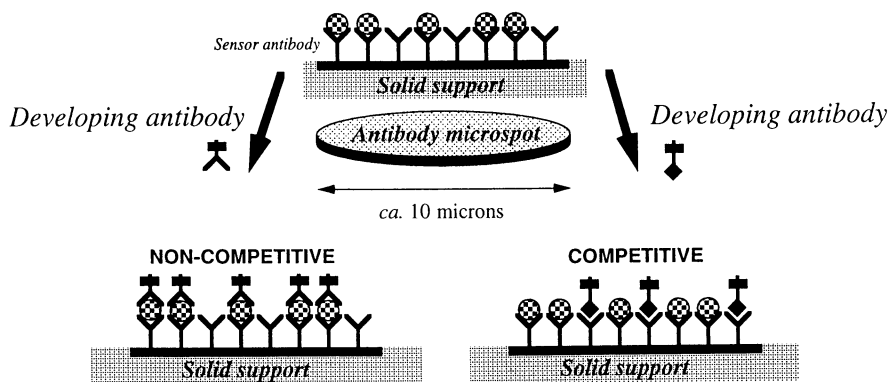 Sensor antibody
Solid support
Developing antibody
Antibody microspot
Developing antibody
ca. 10 microns
NON-COMPETITIVE
COMPETITIVE
Solid support
Solid support